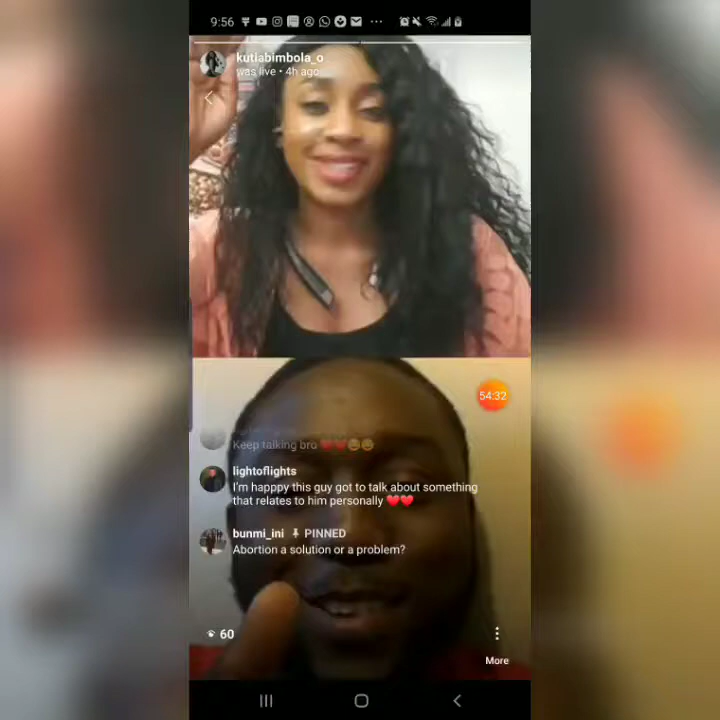 9:56
kutiabimbola_o
was live • 4h ago
54:32
Keep talking bro ❤️❤️😄😄
lightoflights
I'm happpy this guy got to talk about something
that relates to him personally ❤️❤️
bunmi_ini PINNED
Abortion a solution or a problem?
60
More